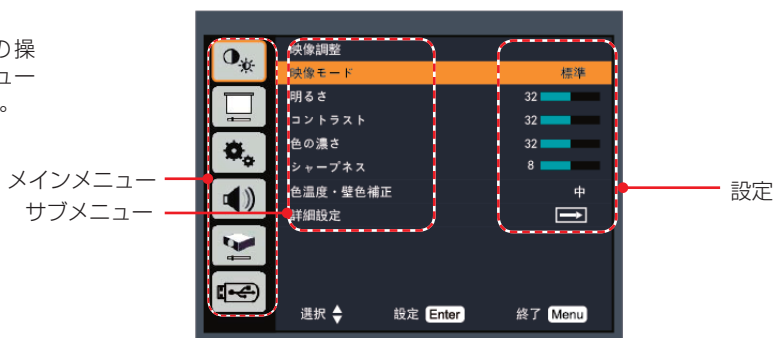 の操
ュー
。
メインメニュー
サブメニュー
映像調整
映像モード 標準
明るさ 32
コントラスト 32
色の濃さ 32
シャープネス 8
色温度・壁色補正 中
詳細設定
選択 設定 Enter 終了 Menu
設定